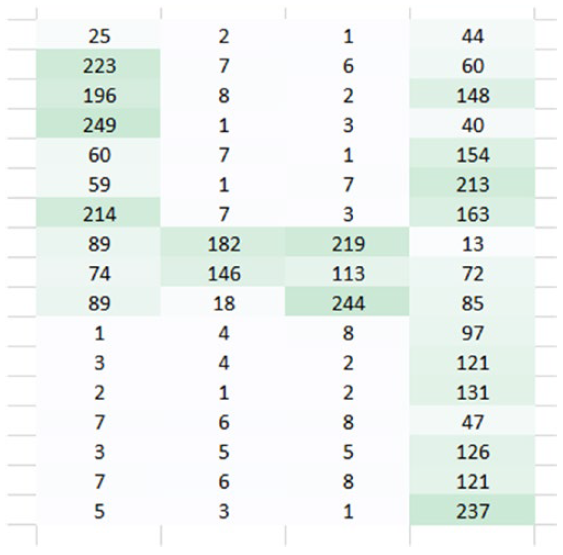 25 2 1 44
223 7 6 60
196 8 2 148
249 1 3 40
60 7 1 154
59 1 7 213
214 7 3 163
89 182 219 13
74 146 113 72
89 18 244 85
1 4 8 97
3 4 2 121
2 1 2 131
7 6 8 47
3 5 5 126
7 6 8 121
5 3 1 237